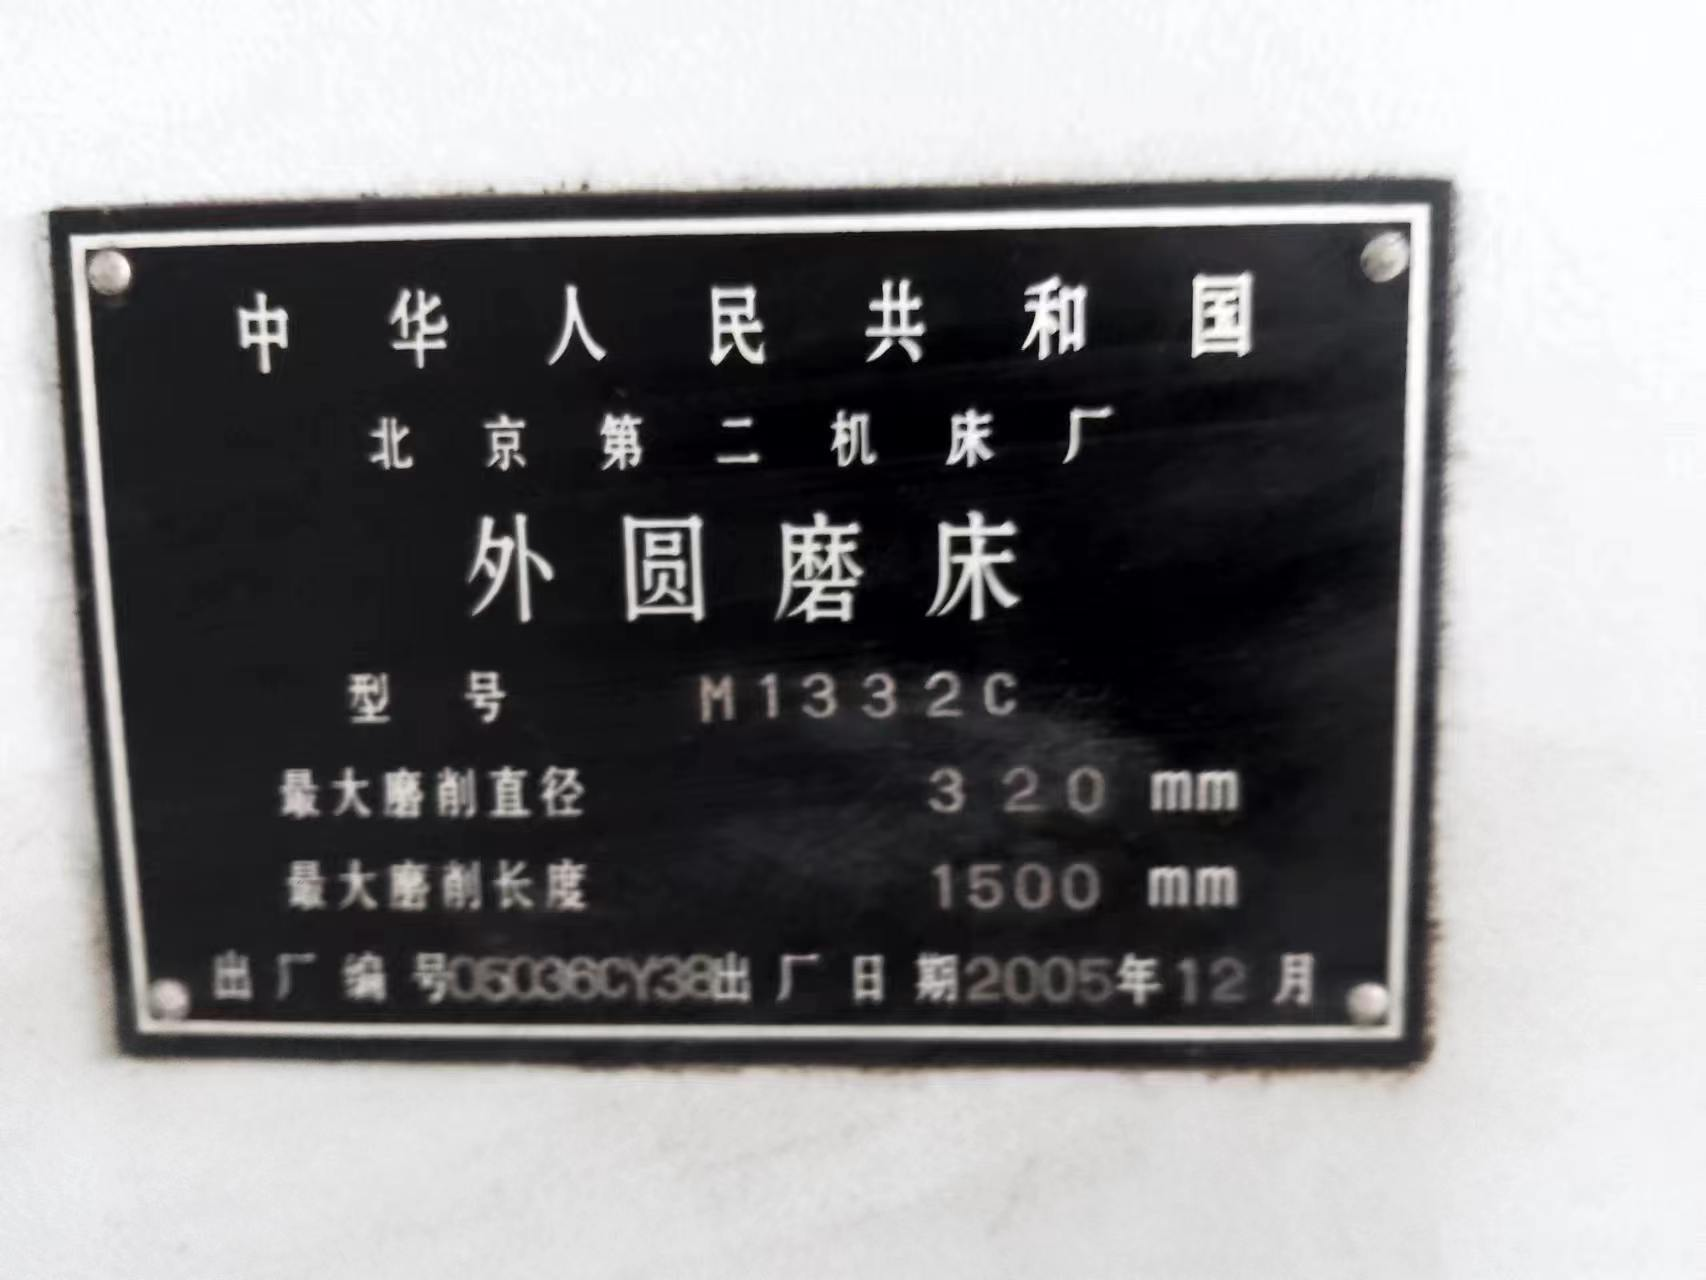 中华人民共和国
北京第二机床厂
外圆磨床
型号 M1332C
最大磨削直径 320 mm
最大磨削长度 1500 mm
出厂编号05036CY38出厂日期2005年12月